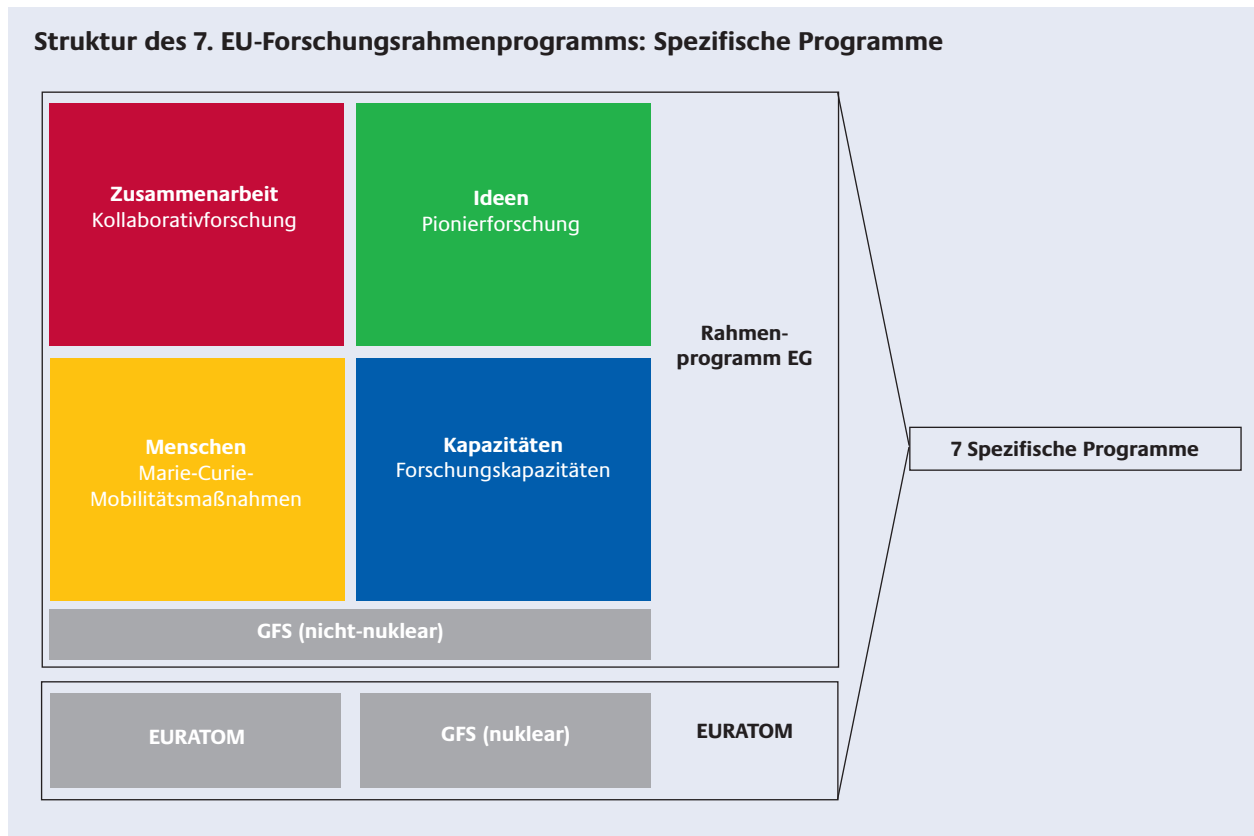 Struktur des 7. EU-Forschungsrahmenprogramms: Spezifische Programme
Zusammenarbeit
Kollaborativforschung
Ideen
Pionierforschung
Rahmen-
programm EG
Menschen
Marie-Curie-
Mobilitätsmaßnahmen
Kapazitäten
Forschungskapazitäten
7 Spezifische Programme
GFS (nicht-nuklear)
EURATOM
GFS (nuklear)
EURATOM